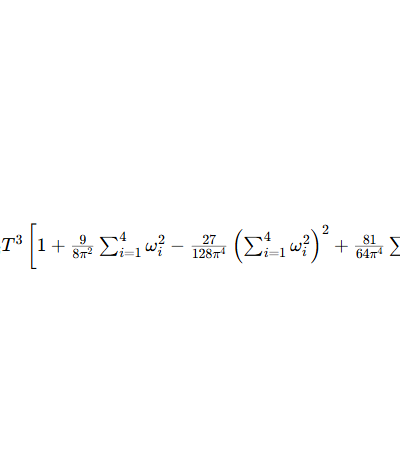 T^3 [1 + \frac{9}{8\pi^2} \sum_{i=1}^4 \omega_i^2 - \frac{27}{128\pi^4} \left( \sum_{i=1}^4 \omega_i^2 \right)^2 + \frac{81}{64\pi^4} \sum